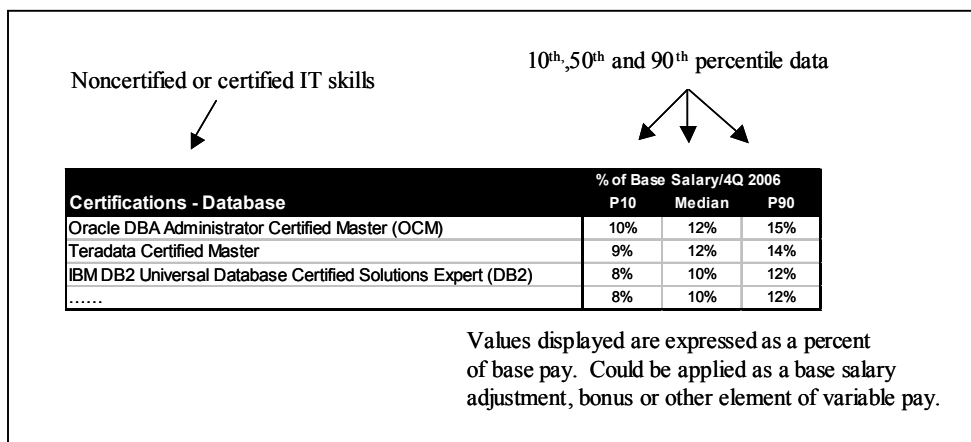 10th,,50th and 90th percentile data
Noncertified or certified IT skills
% of Base Salary/4Q 2006
Certifications - Database P10 Median P90
Oracle DBA Administrator Certified Master (OCM) 10% 12% 15%
Teradata Certified Master 9% 12% 14%
IBM DB2 Universal Database Certified Solutions Expert (DB2) 8% 10% 12%
…… 8% 10% 12%
Values displayed are expressed as a percent
of base pay. Could be applied as a base salary
adjustment, bonus or other element of variable pay.